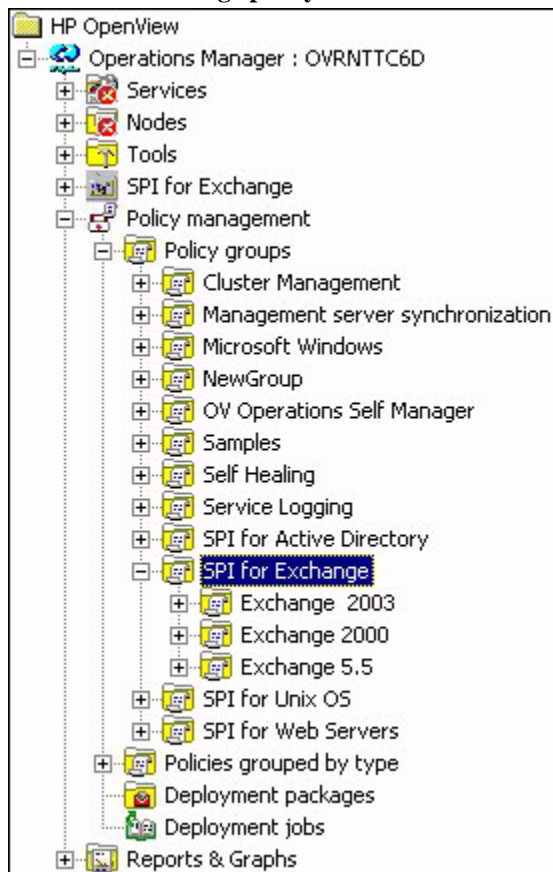 HP OpenView
Operations Manager : OVRNTTC6D
Services
Nodes
Tools
SPI for Exchange
Policy management
Policy groups
Cluster Management
Management server synchronization
Microsoft Windows
NewGroup
OV Operations Self Manager
Samples
Self Healing
Service Logging
SPI for Active Directory
SPI for Exchange
Exchange 2003
Exchange 2000
Exchange 5.5
SPI for Unix OS
SPI for Web Servers
Policies grouped by type
Deployment packages
Deployment jobs
Reports & Graphs